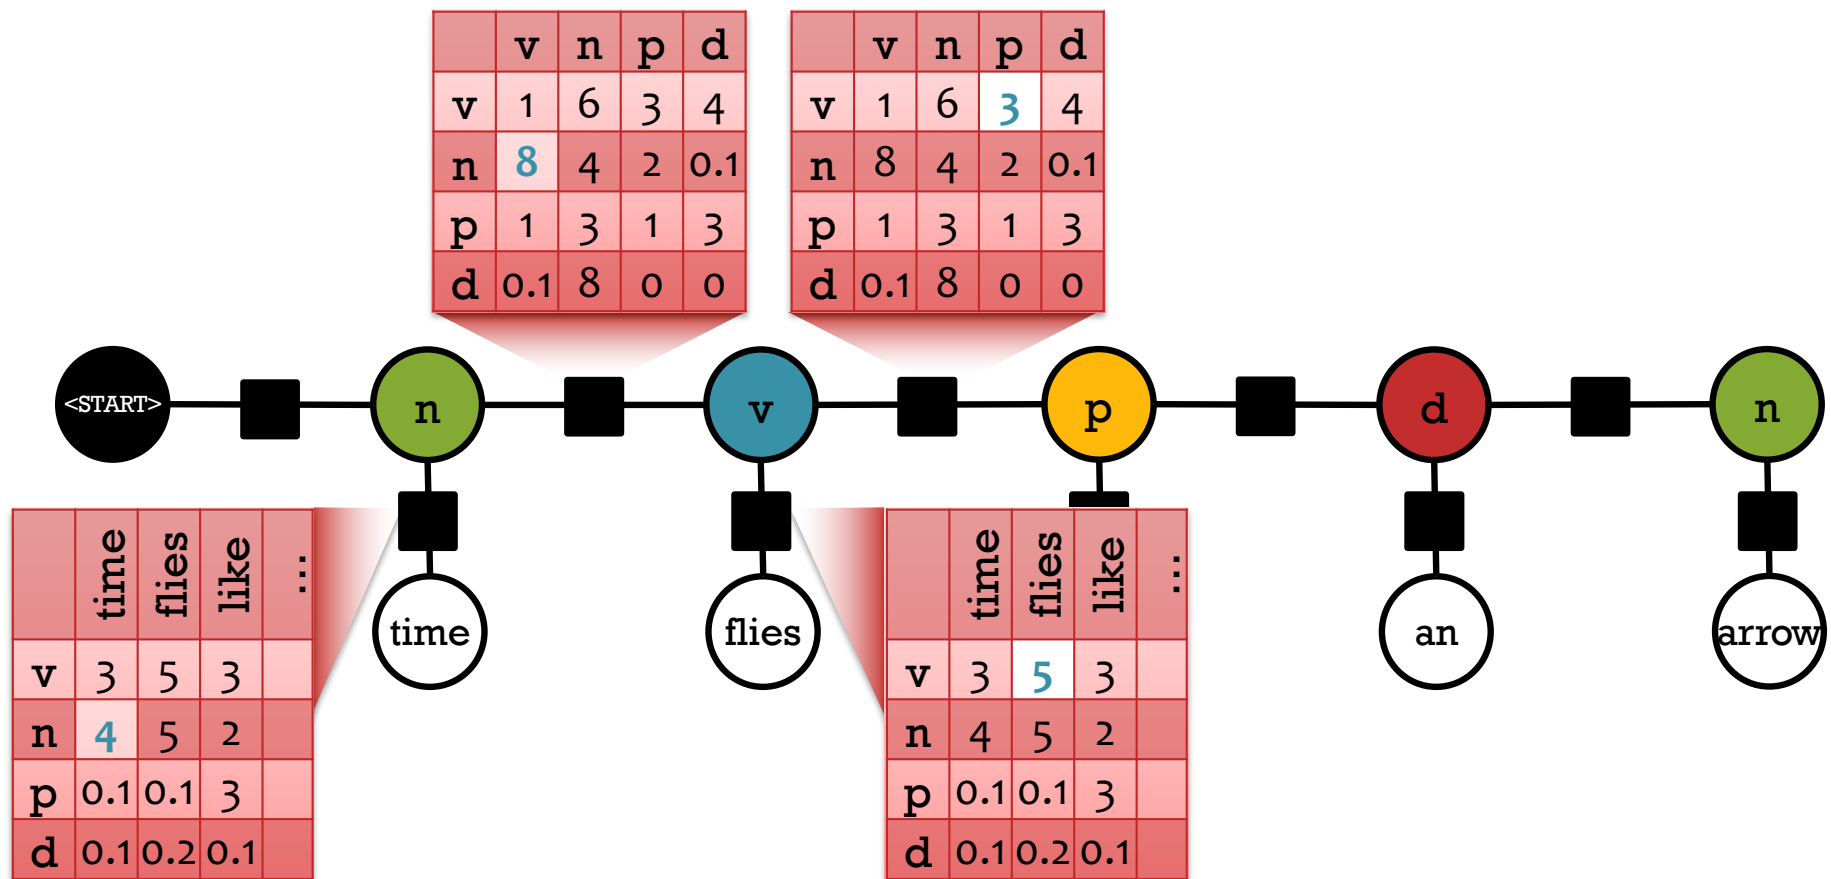 v n p d
v 1 6 3 4
n 8 4 2 0.1
p 1 3 1 3
d 0.1 8 0 0
v n p d
v 1 6 3 4
n 8 4 2 0.1
p 1 3 1 3
d 0.1 8 0 0
<START> n v p d n
time flies like ...
v 3 5 3
n 4 5 2
p 0.1 0.1 3
d 0.1 0.2 0.1
time
flies
time flies like ...
v 3 5 3
n 4 5 2
p 0.1 0.1 3
d 0.1 0.2 0.1
an
arrow